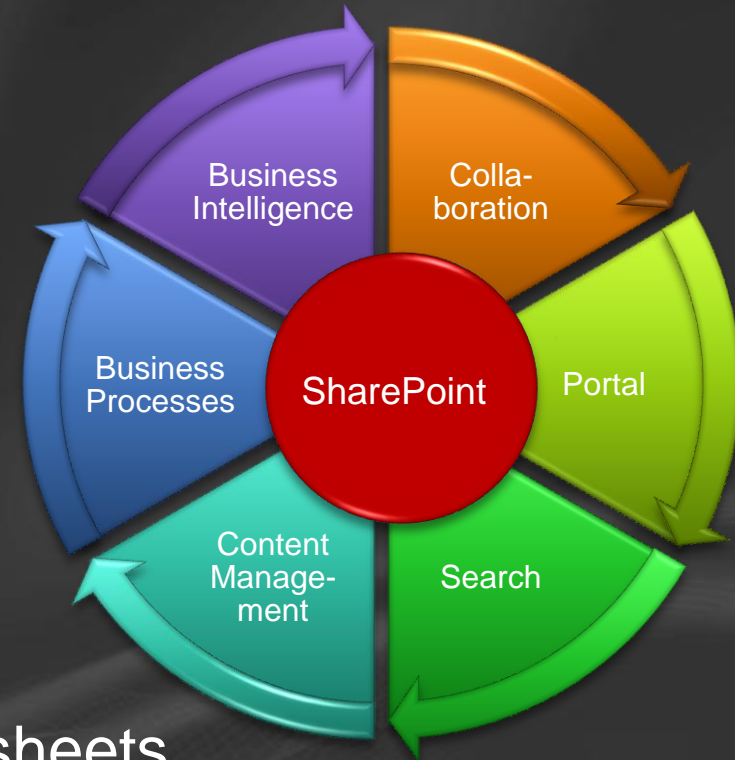 Business
Intelligence
Colla-
boration
Business
Processes
SharePoint
Portal
Content
Manage-
ment
Search
sheets